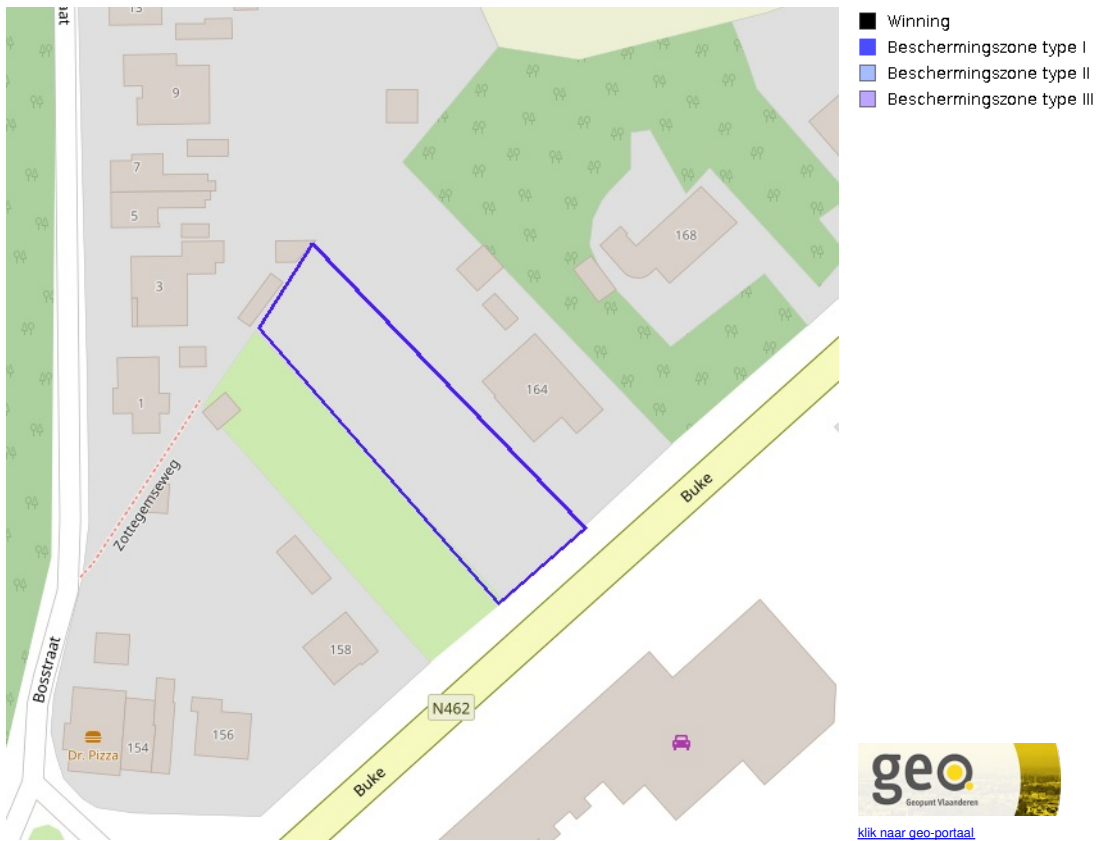 aat
13
9
7
5
3
1
168
164
Zottegemseweg
Buke
158
Bosstraat
N462
Dr. Pizza
154
156
Buke
Winning
Beschermingszone type I
Beschermingszone type II
Beschermingszone type III
geo.
Geopunt Vlaanderen
klik naar geo-portaal